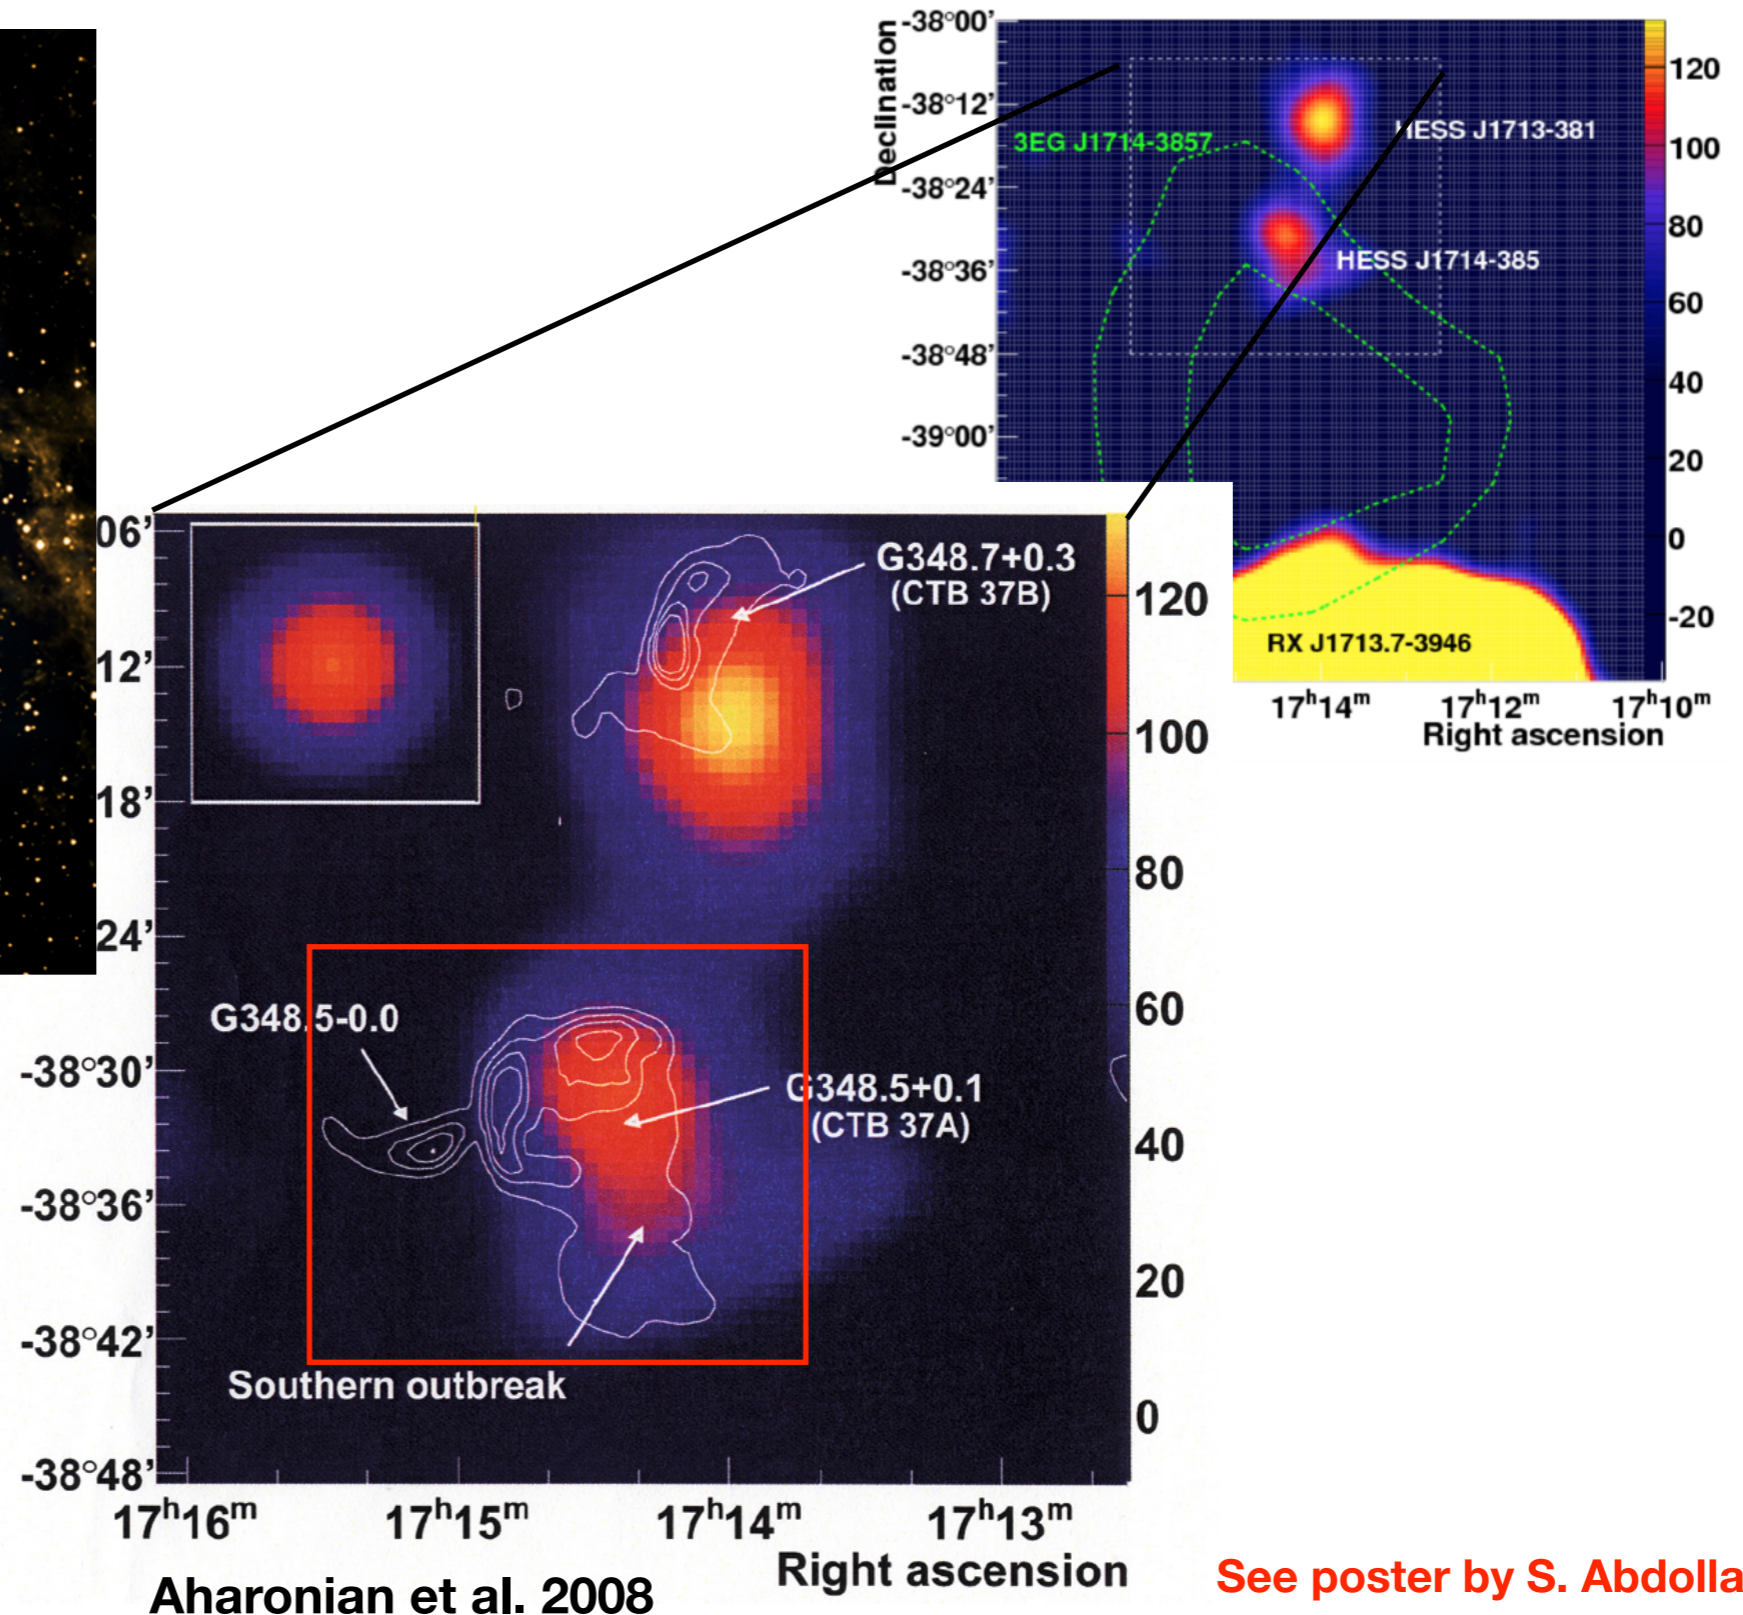 -38°00'
Declination
-38°12'
-38°24'
-38°36'
-38°48'
-39°00'
3EG J1714-3857
HESS J1713-381
HESS J1714-385
RX J1713.7-3946
120
100
80
60
40
20
0
-20
17h14m
17h12m
17h10m
Right ascension
06'
12'
18'
24'
-38°30'
-38°36'
-38°42'
-38°48'
G348.7+0.3
(CTB 37B)
G348.5-0.0
G348.5+0.1
(CTB 37A)
Southern outbreak
120
100
80
60
40
20
0
17h16m
17h15m
17h14m
17h13m
Right ascension
Aharonian et al. 2008
See poster by S. Abdolla